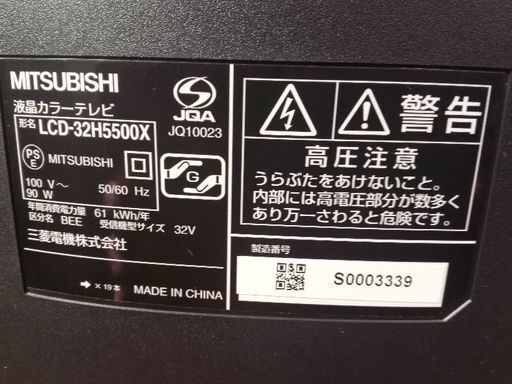 MITSUBISHI
液晶カラーテレビ
形名 LCD-32H5500X
JQA
JQ10023
PS
E
MITSUBISHI
G
100 V～ 50/60 Hz
90 W
年間消費電力量 61 kWh/年
区分名 BEE 受信機型サイズ 32V
三菱電機株式会社
➔ ×19本 MADE IN CHINA
警告
高圧注意
うらぶたをあけないこと。
内部には高電圧部分が数多く
あり万一さわると危険です。
製造番号
S0003339